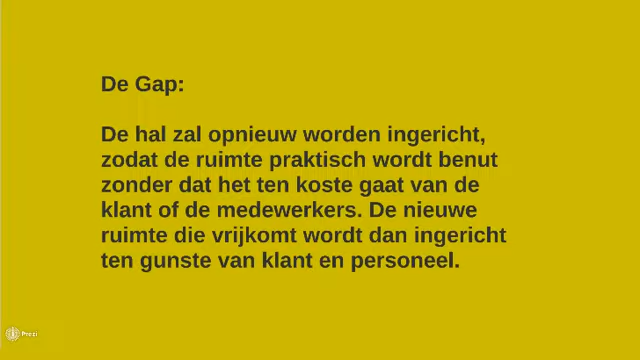 De Gap:
De hal zal opnieuw worden ingericht,
zodat de ruimte praktisch wordt benut
zonder dat het ten koste gaat van de
klant of de medewerkers. De nieuwe
ruimte die vrijkomt wordt dan ingericht
ten gunste van klant en personeel.
Prezi